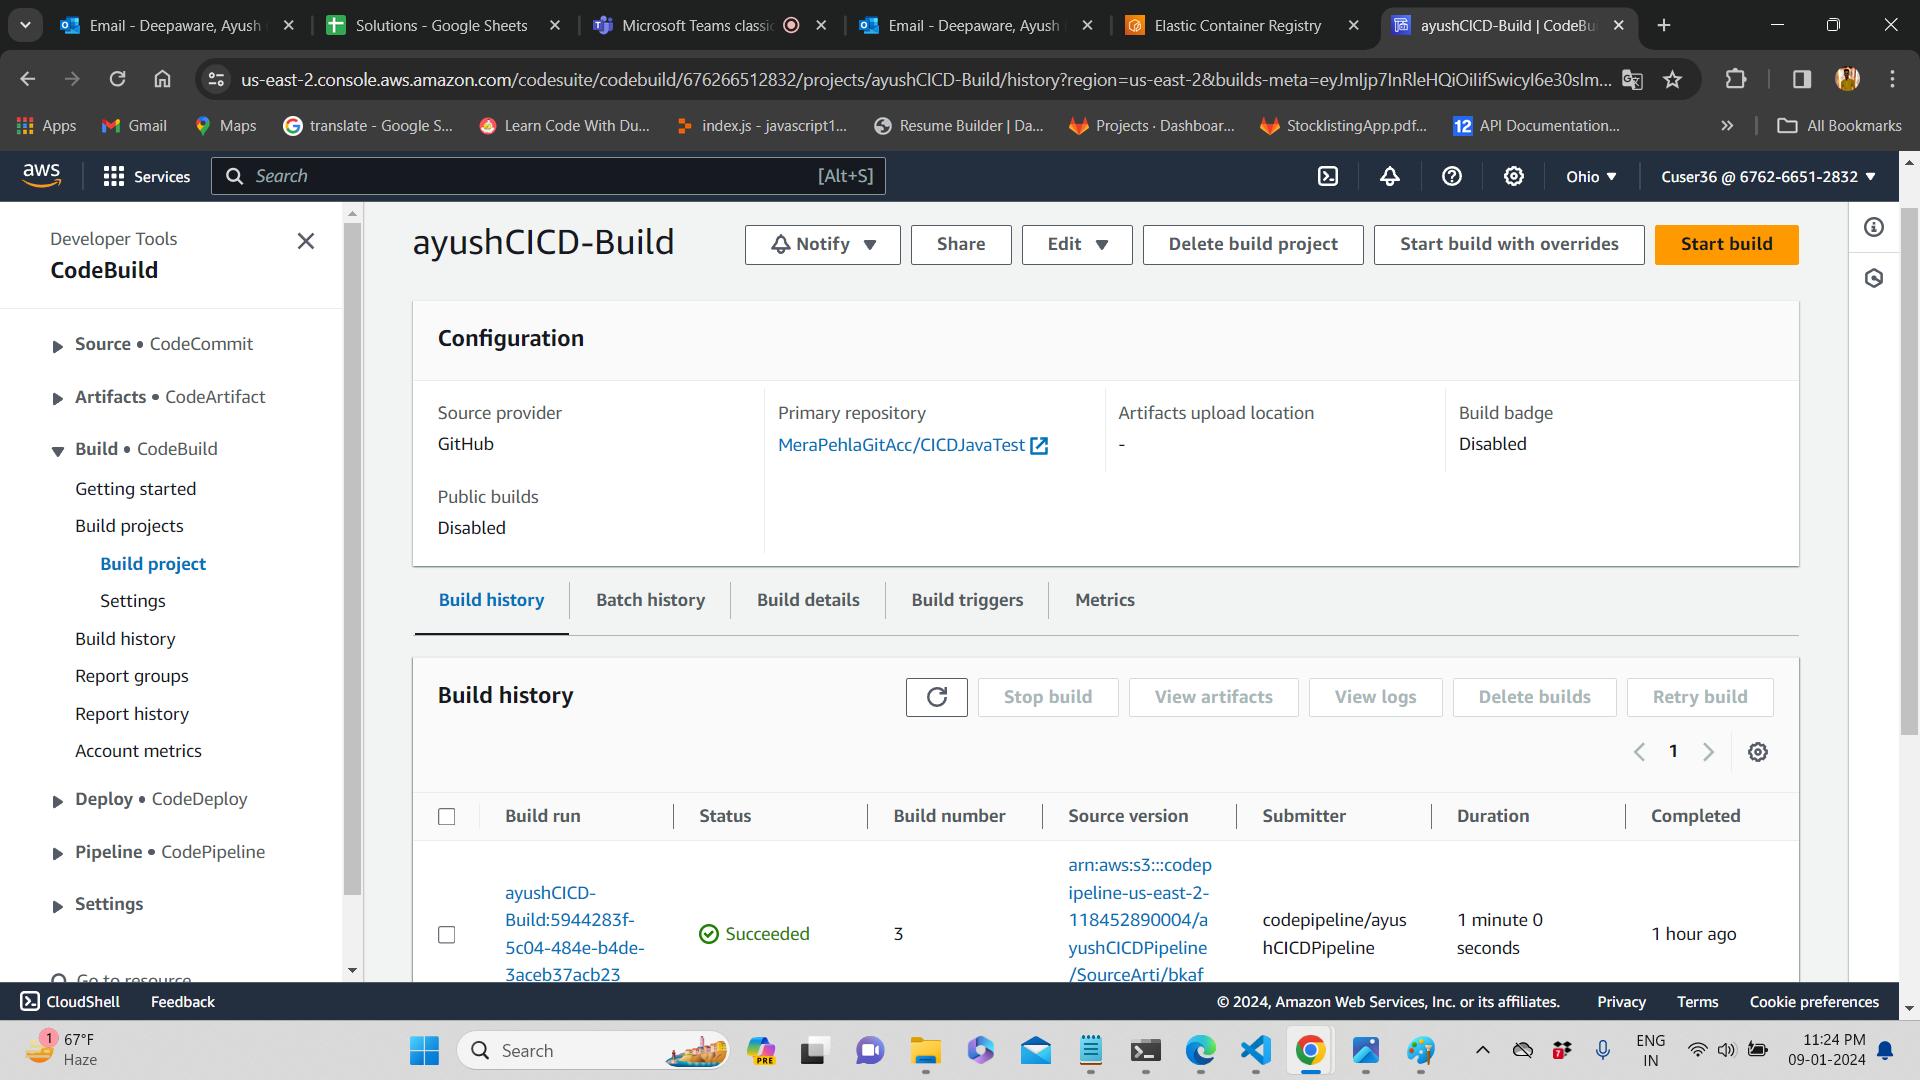 Email - Deepaware, Ayush
Solutions - Google Sheets
Microsoft Teams classic
Email - Deepaware, Ayush
Elastic Container Registry
ayushCICD-Build | CodeBui
us-east-2.console.aws.amazon.com/codesuite/codebuild/676266512832/projects/ayushCICD-Build/history?region=us-east-2&builds-meta=eyJmIjp7InRleHQiOiIifSwicyI6e30sIm...
Apps
Gmail
Maps
translate - Google S...
Learn Code With Du...
index.js - javascript1...
Resume Builder | Da...
Projects · Dashboar...
StocklistingApp.pdf...
12 API Documentation...
All Bookmarks
aws
Services
Search [Alt+S]
Ohio
Cuser36 @ 6762-6651-2832
Developer Tools
CodeBuild
Source • CodeCommit
Artifacts • CodeArtifact
Build • CodeBuild
Getting started
Build projects
Build project
Settings
Build history
Report groups
Report history
Account metrics
Deploy • CodeDeploy
Pipeline • CodePipeline
Settings
Go to resource
ayushCICD-Build
Notify
Share
Edit
Delete build project
Start build with overrides
Start build
Configuration
Source provider
GitHub
Primary repository
MeraPehlaGitAcc/CICDJavaTest
Artifacts upload location
-
Build badge
Disabled
Public builds
Disabled
Build history
Batch history
Build details
Build triggers
Metrics
Build history
Stop build
View artifacts
View logs
Delete builds
Retry build
1
Build run
Status
Build number
Source version
Submitter
Duration
Completed
ayushCICD-
Build:5944283f-
5c04-484e-b4de-
3aceb37acb23
Succeeded
3
arn:aws:s3:::codep
ipeline-us-east-2-
118452890004/a
yushCICDPipeline
/SourceArti/bkaf
codepipeline/ayus
hCICDPipeline
1 minute 0
seconds
1 hour ago
CloudShell
Feedback
© 2024, Amazon Web Services, Inc. or its affiliates.
Privacy
Terms
Cookie preferences
1
67°F
Haze
Search
PRE
7
ENG
IN
11:24 PM
09-01-2024